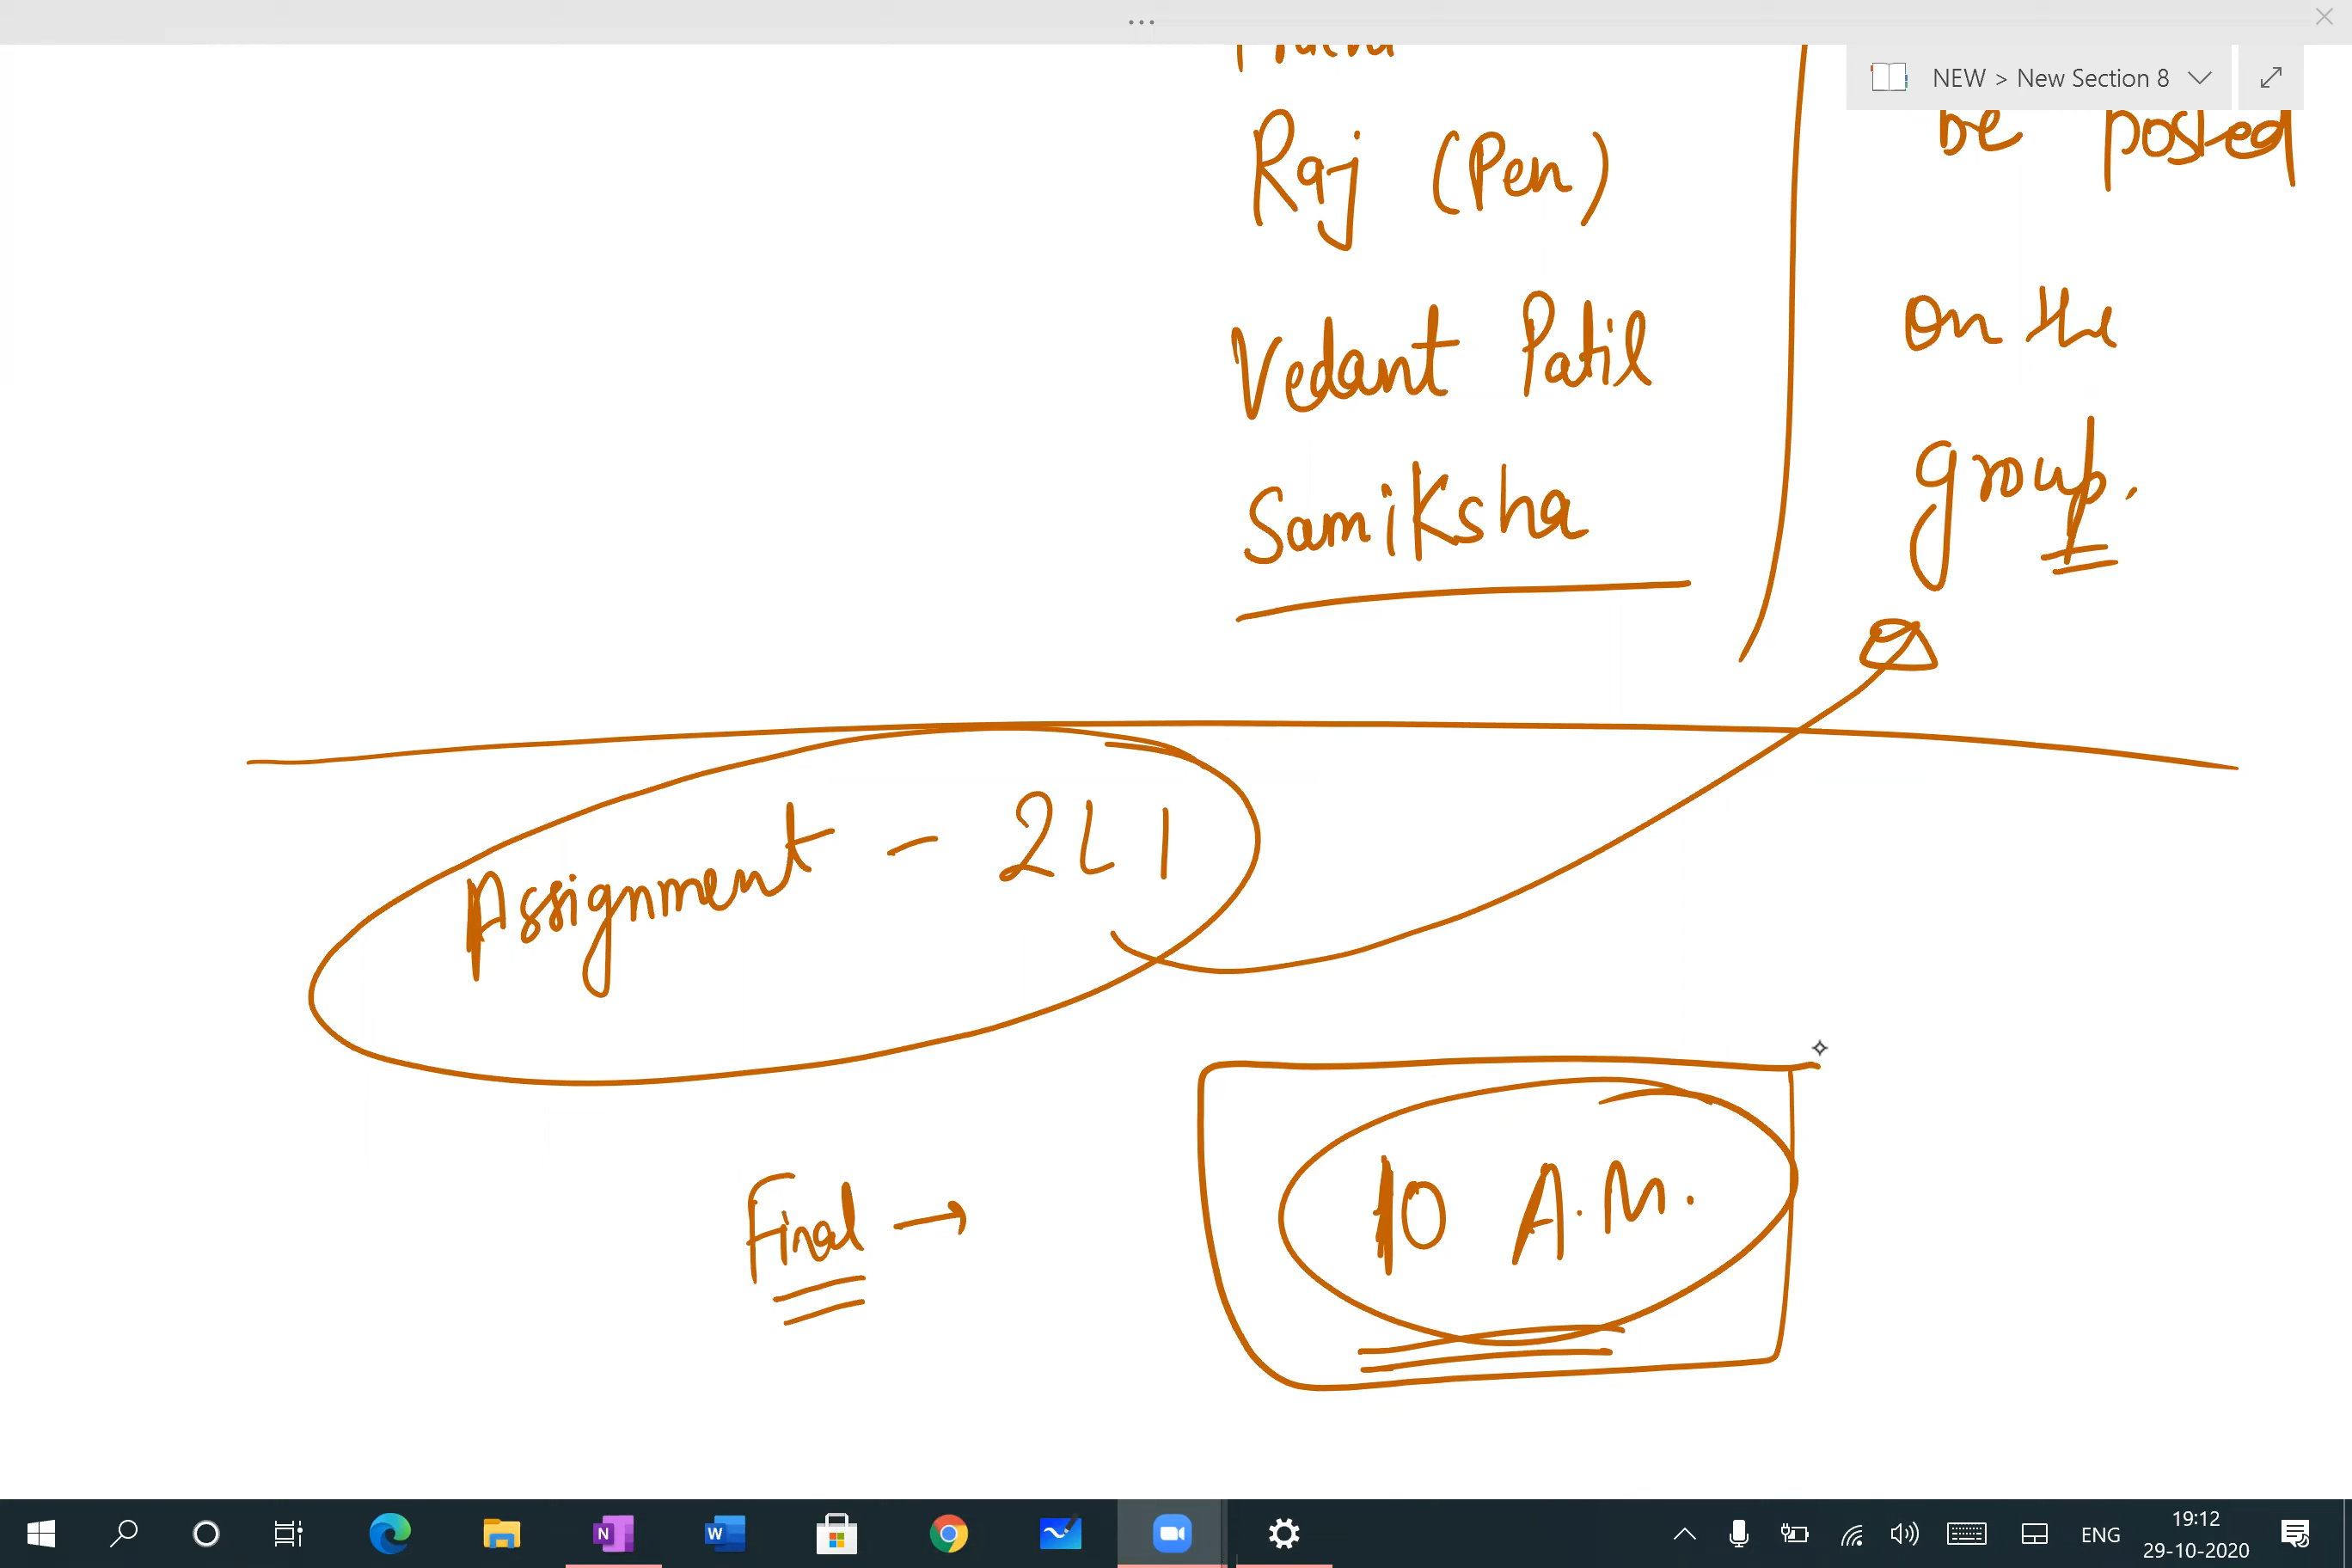 NEW > New Section 8
Raj (Pen)
Vedant Patil
Samiksha
be posted
on the
group.
Assignment - 2L1
Final →
10 A.M.
ENG
19:12
29-10-2020